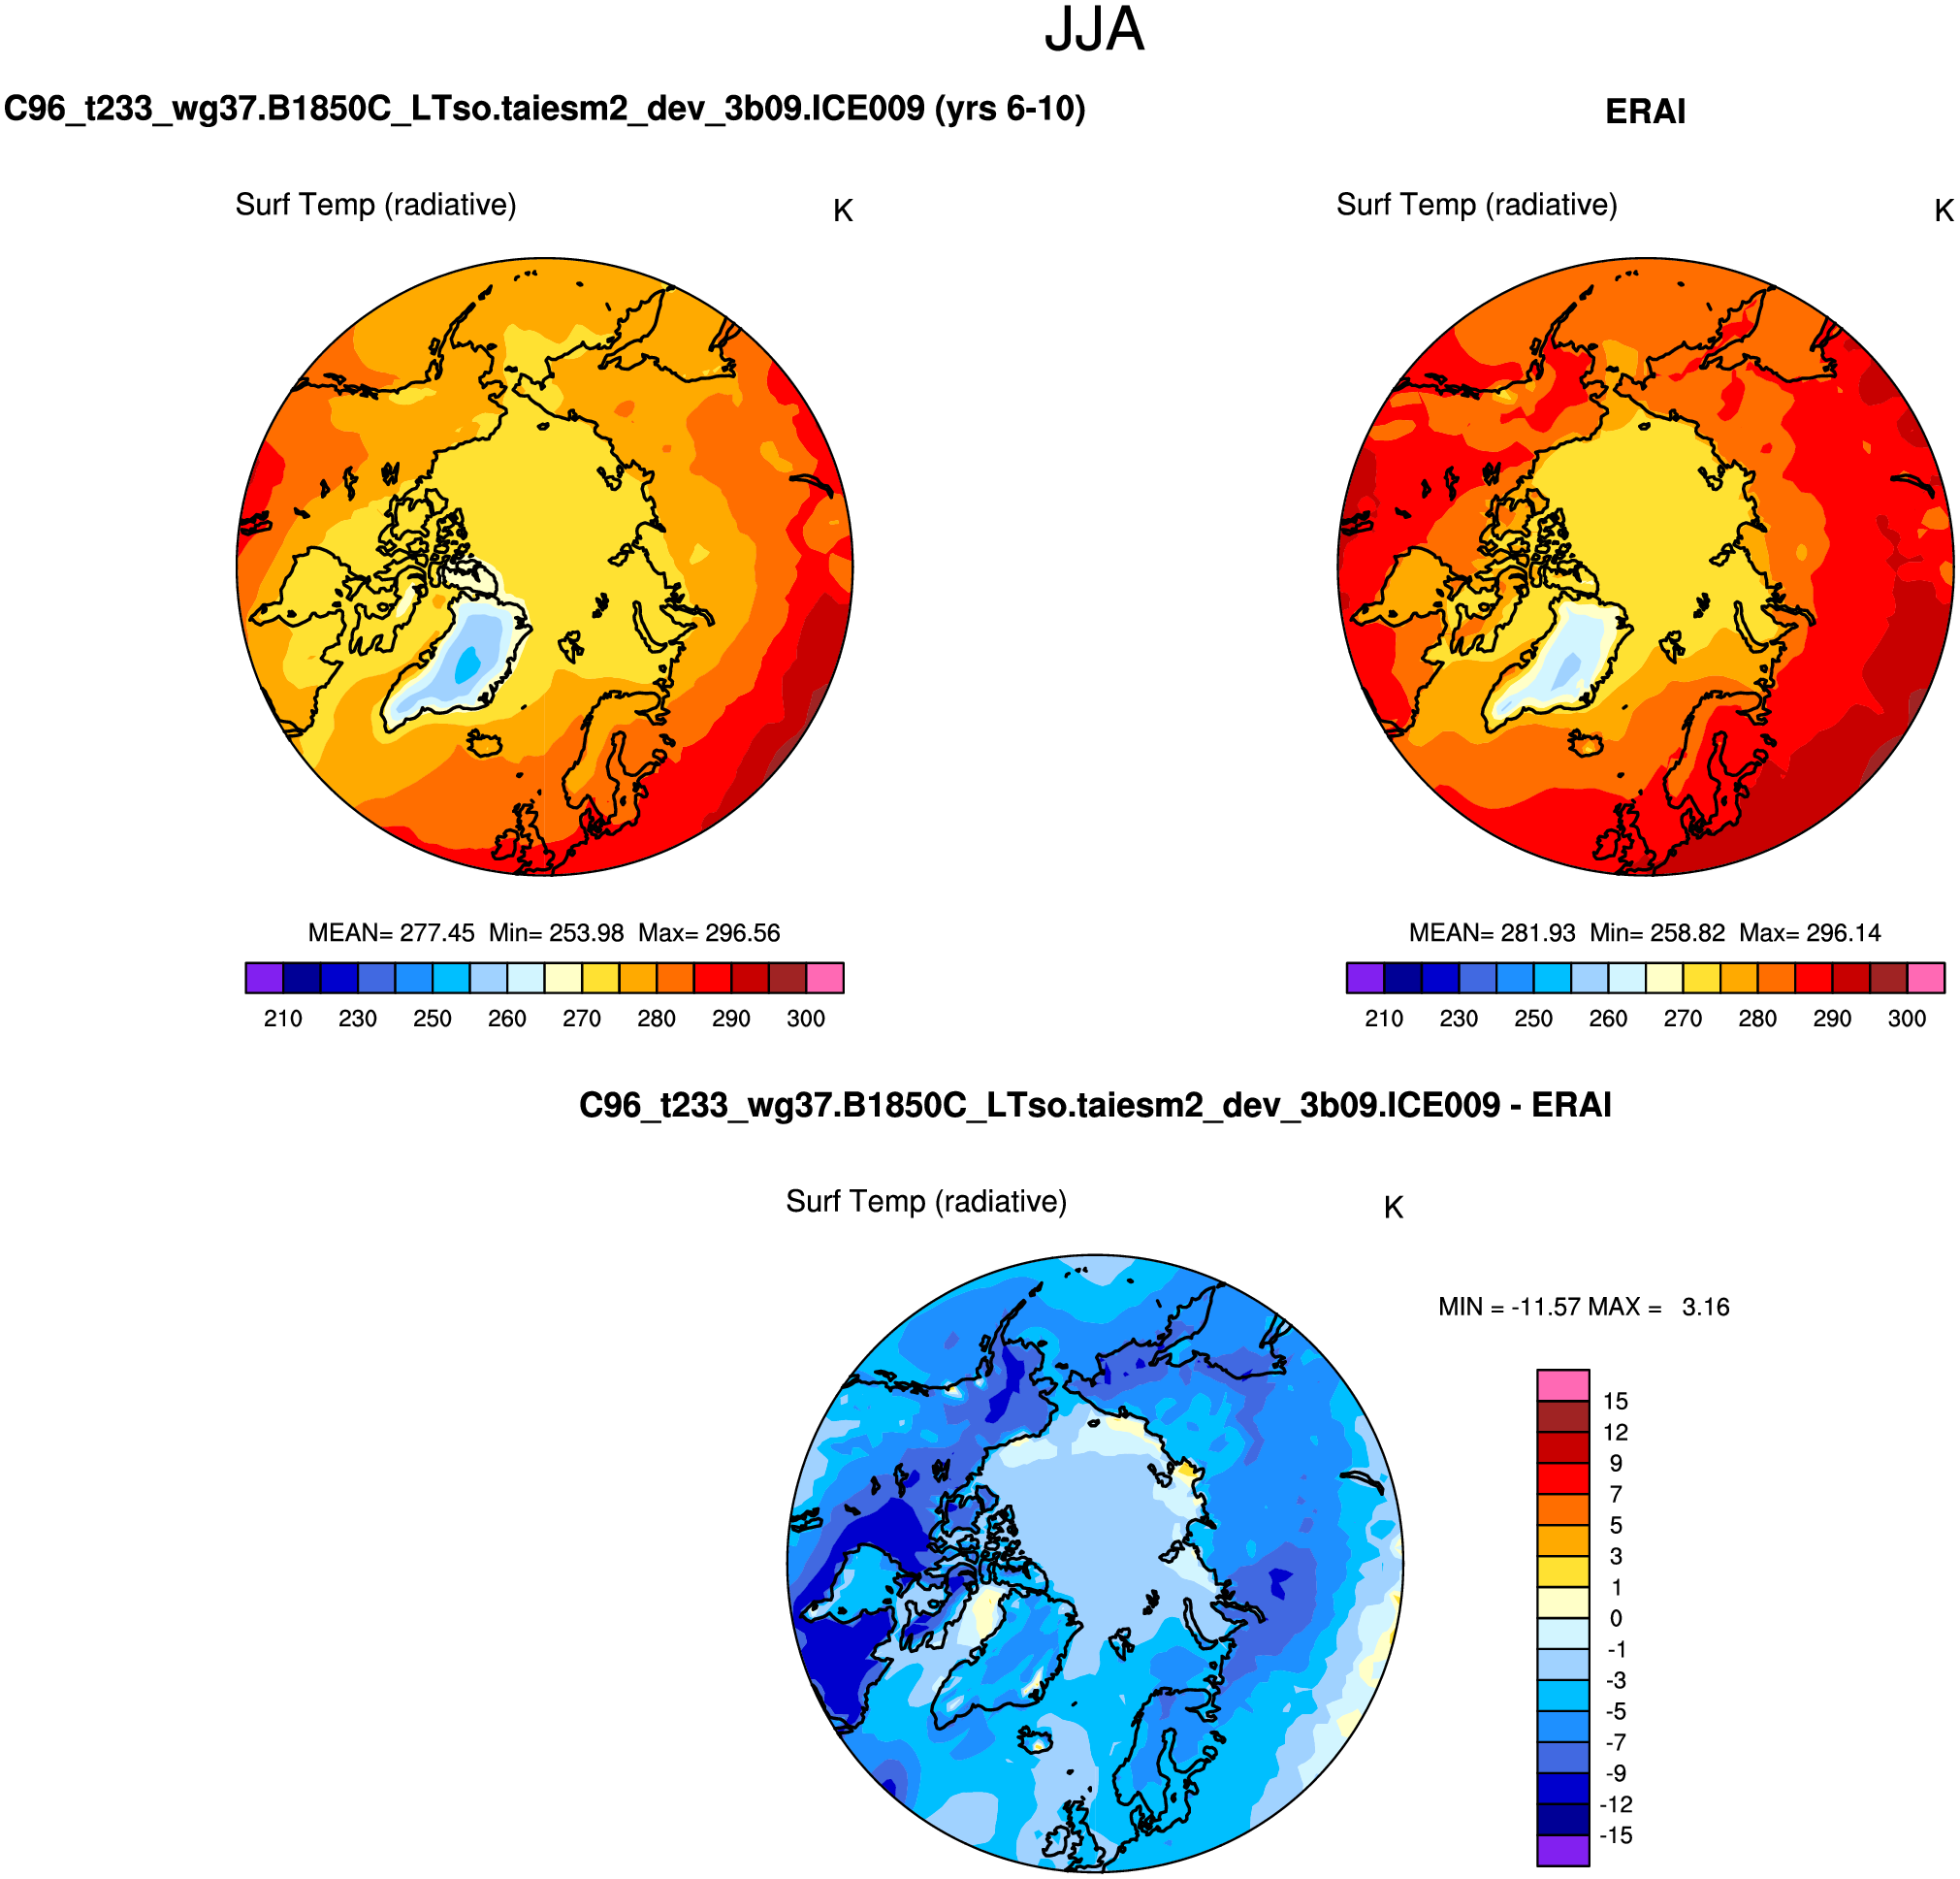 JJA
C96_t233_wg37.B1850C_LTso.taiesm2_dev_3b09.ICE009 (yrs 6-10)
ERAI
Surf Temp (radiative) K
Surf Temp (radiative) K
MEAN= 277.45 Min= 253.98 Max= 296.56
210 230 250 260 270 280 290 300
MEAN= 281.93 Min= 258.82 Max= 296.14
210 230 250 260 270 280 290 300
C96_t233_wg37.B1850C_LTso.taiesm2_dev_3b09.ICE009 - ERAI
Surf Temp (radiative) K
MIN = -11.57 MAX = 3.16
15
12
9
7
5
3
1
0
-1
-3
-5
-7
-9
-12
-15